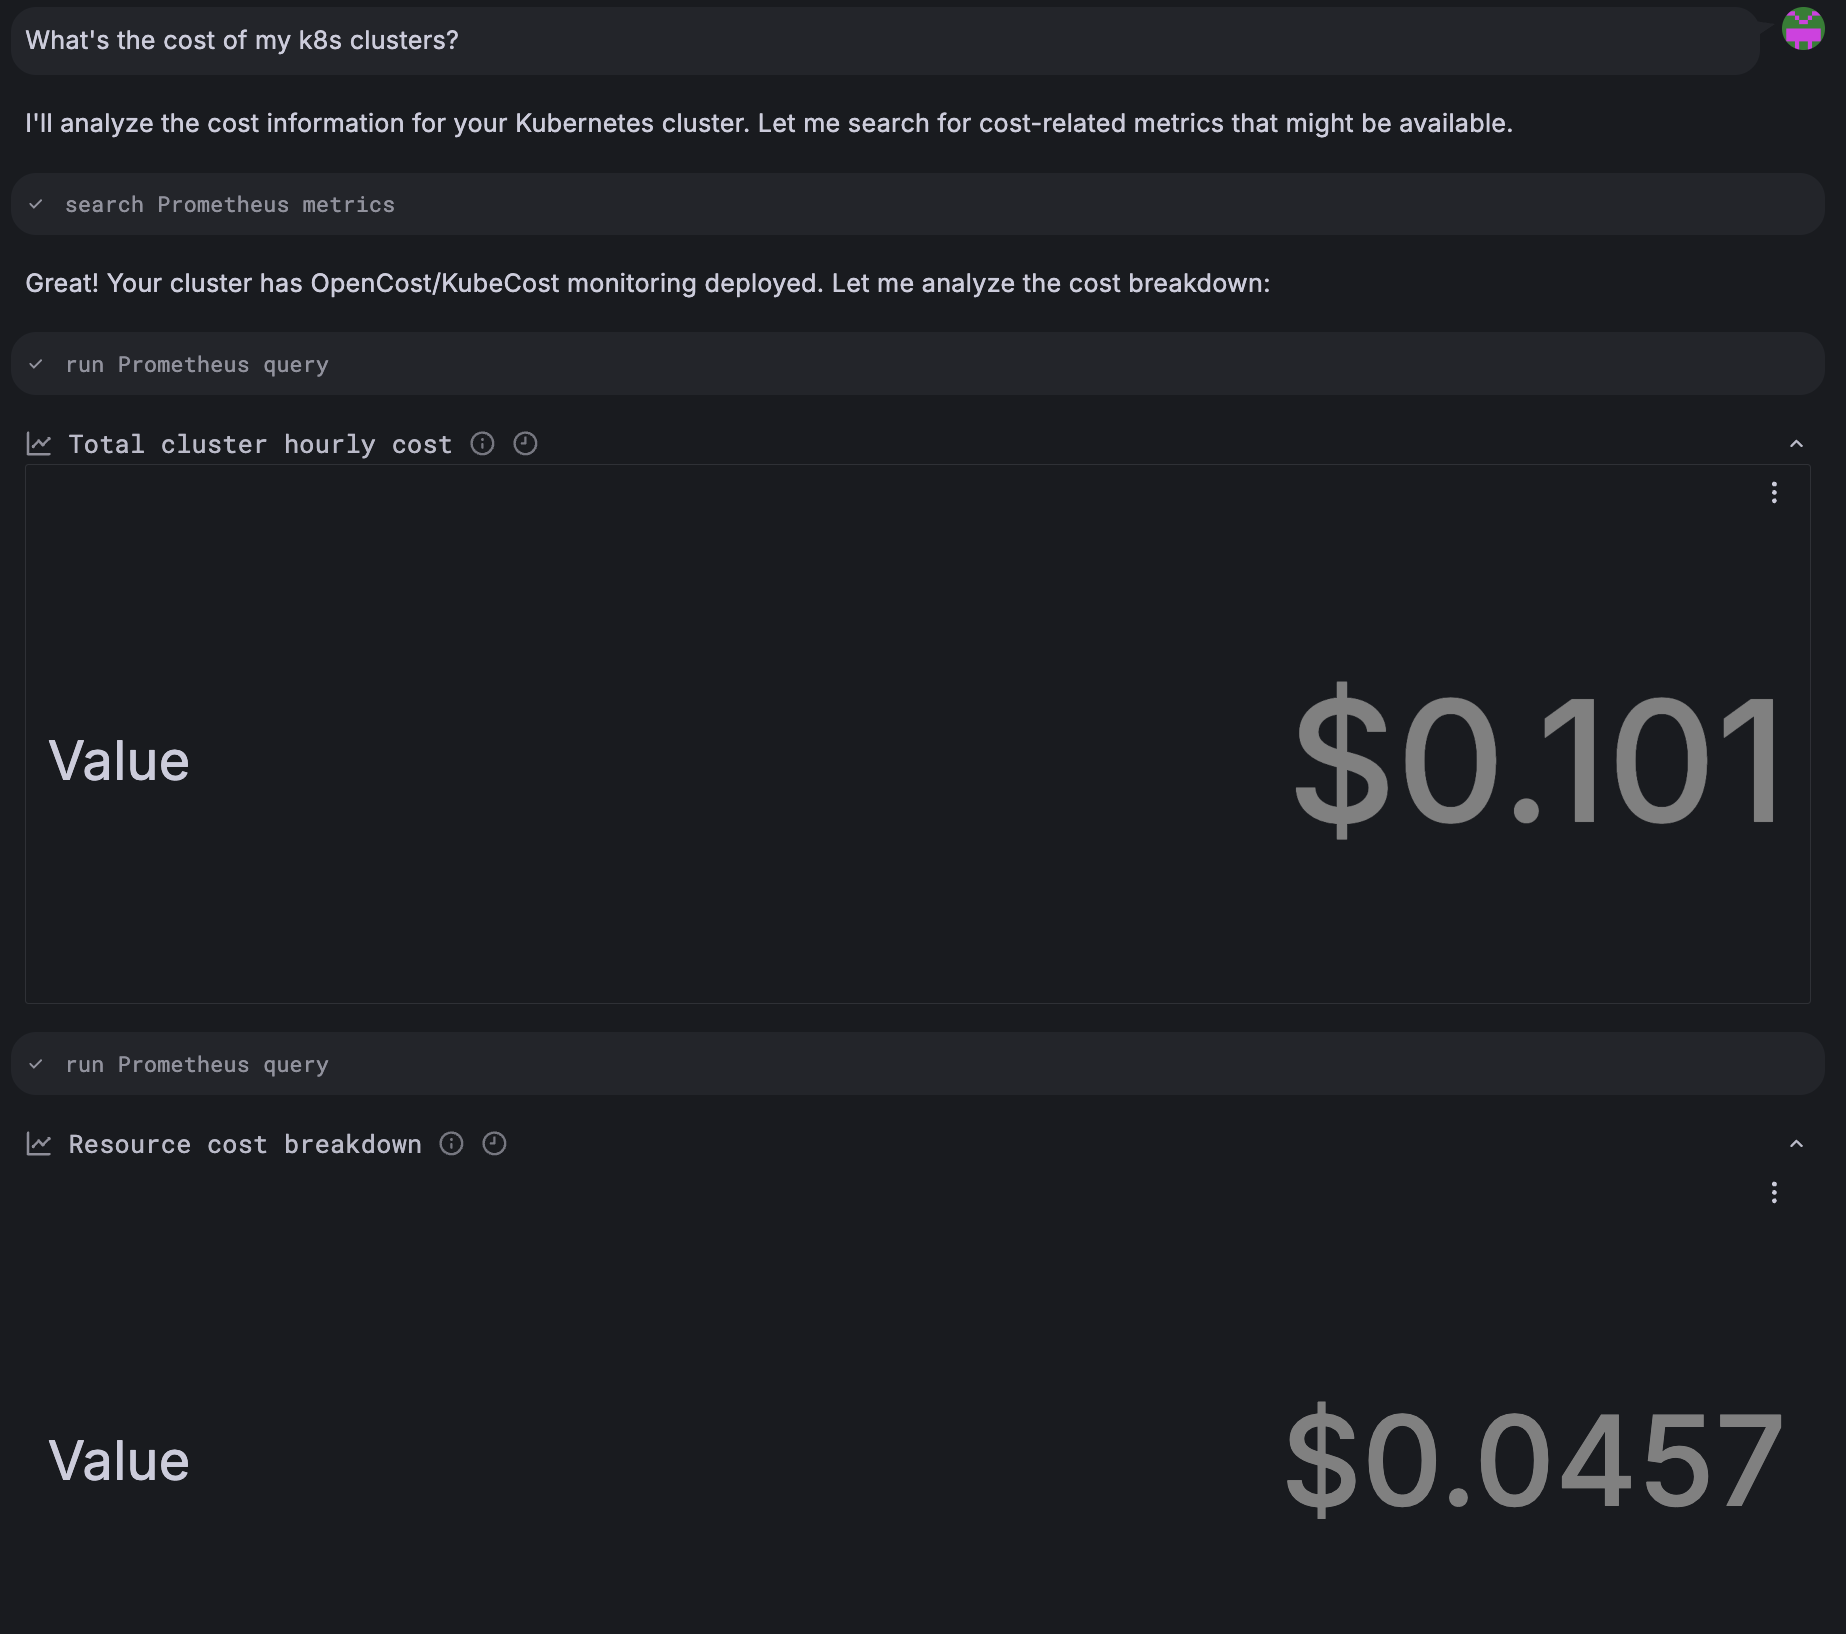 What's the cost of my k8s clusters?
I'll analyze the cost information for your Kubernetes cluster. Let me search for cost-related metrics that might be available.
search Prometheus metrics
Great! Your cluster has OpenCost/KubeCost monitoring deployed. Let me analyze the cost breakdown:
run Prometheus query
Total cluster hourly cost
Value $0.101
run Prometheus query
Resource cost breakdown
Value $0.0457